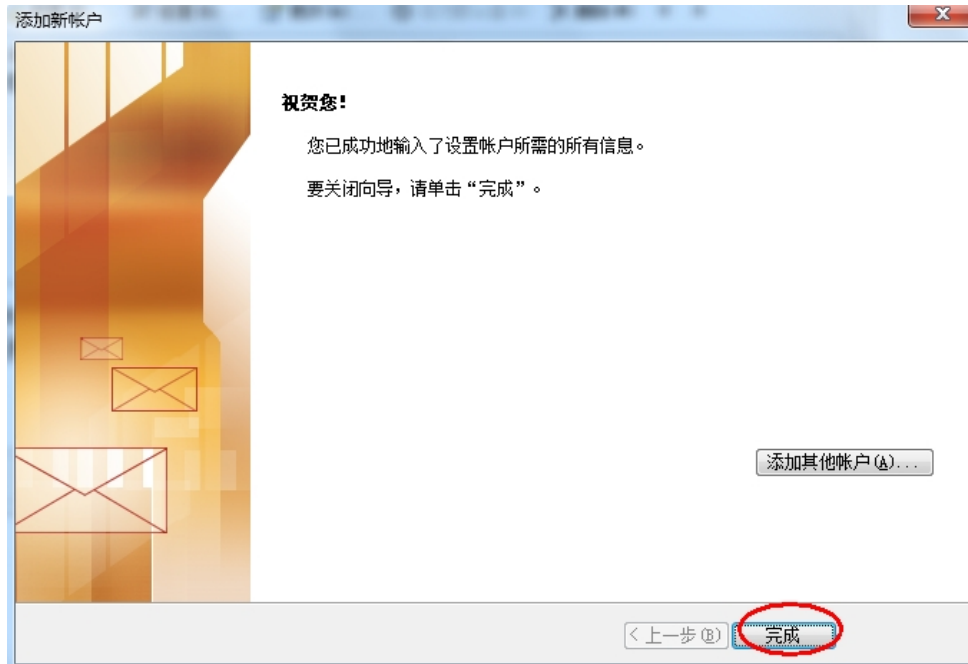 添加新帐户
祝贺您!
您已成功地输入了设置帐户所需的所有信息。
要关闭向导，请单击“完成”。
添加其他帐户(A)...
<上一步(B)
完成